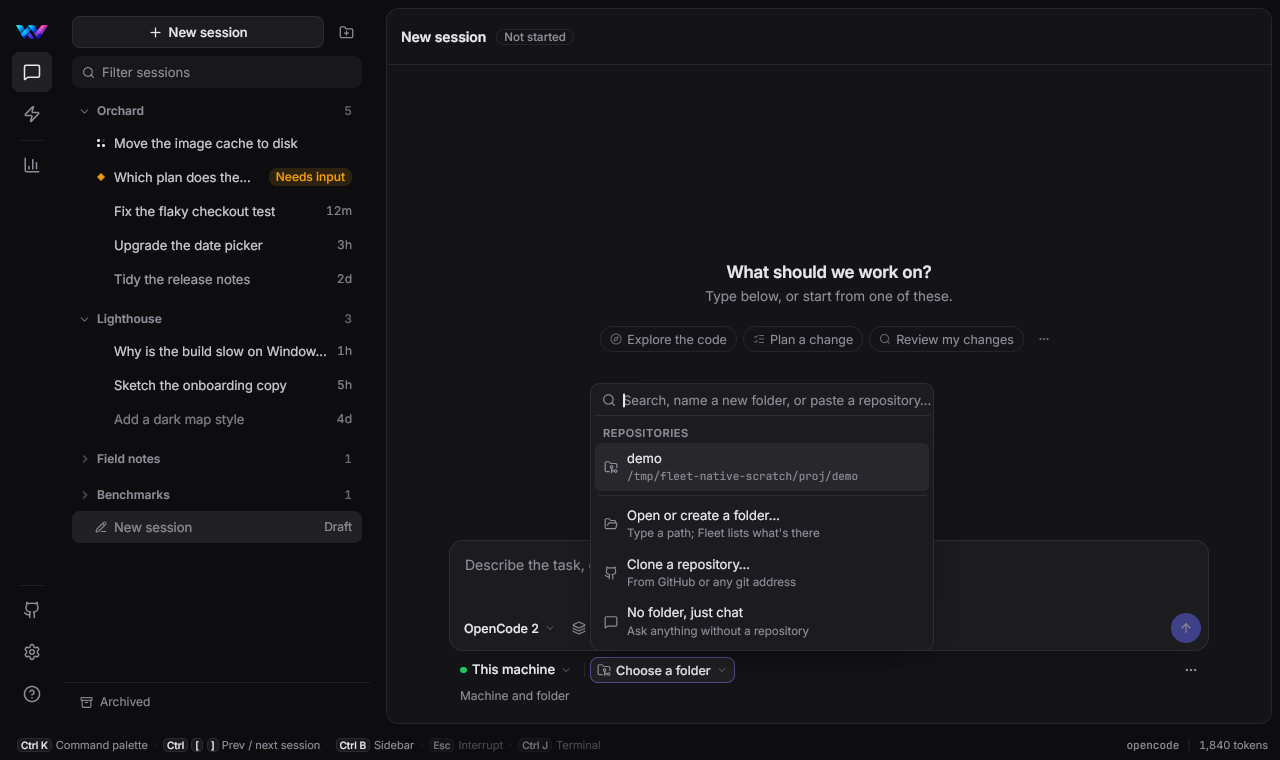 New session
Filter sessions
Orchard 5
Move the image cache to disk
Which plan does the... Needs input
Fix the flaky checkout test 12m
Upgrade the date picker 3h
Tidy the release notes 2d
Lighthouse 3
Why is the build slow on Window... 1h
Sketch the onboarding copy 5h
Add a dark map style 4d
Field notes 1
Benchmarks 1
New session Draft
Archived
New session Not started
What should we work on?
Type below, or start from one of these.
Explore the code Plan a change Review my changes ...
Search, name a new folder, or paste a repository...
REPOSITORIES
demo
/tmp/fleet-native-scratch/proj/demo
Open or create a folder...
Type a path; Fleet lists what's there
Clone a repository...
From GitHub or any git address
No folder, just chat
Ask anything without a repository
Describe the task,
OpenCode 2
This machine Choose a folder ...
Machine and folder
Ctrl K Command palette · Ctrl [ ] Prev / next session · Ctrl B Sidebar · Esc Interrupt · Ctrl J Terminal
opencode 1,840 tokens